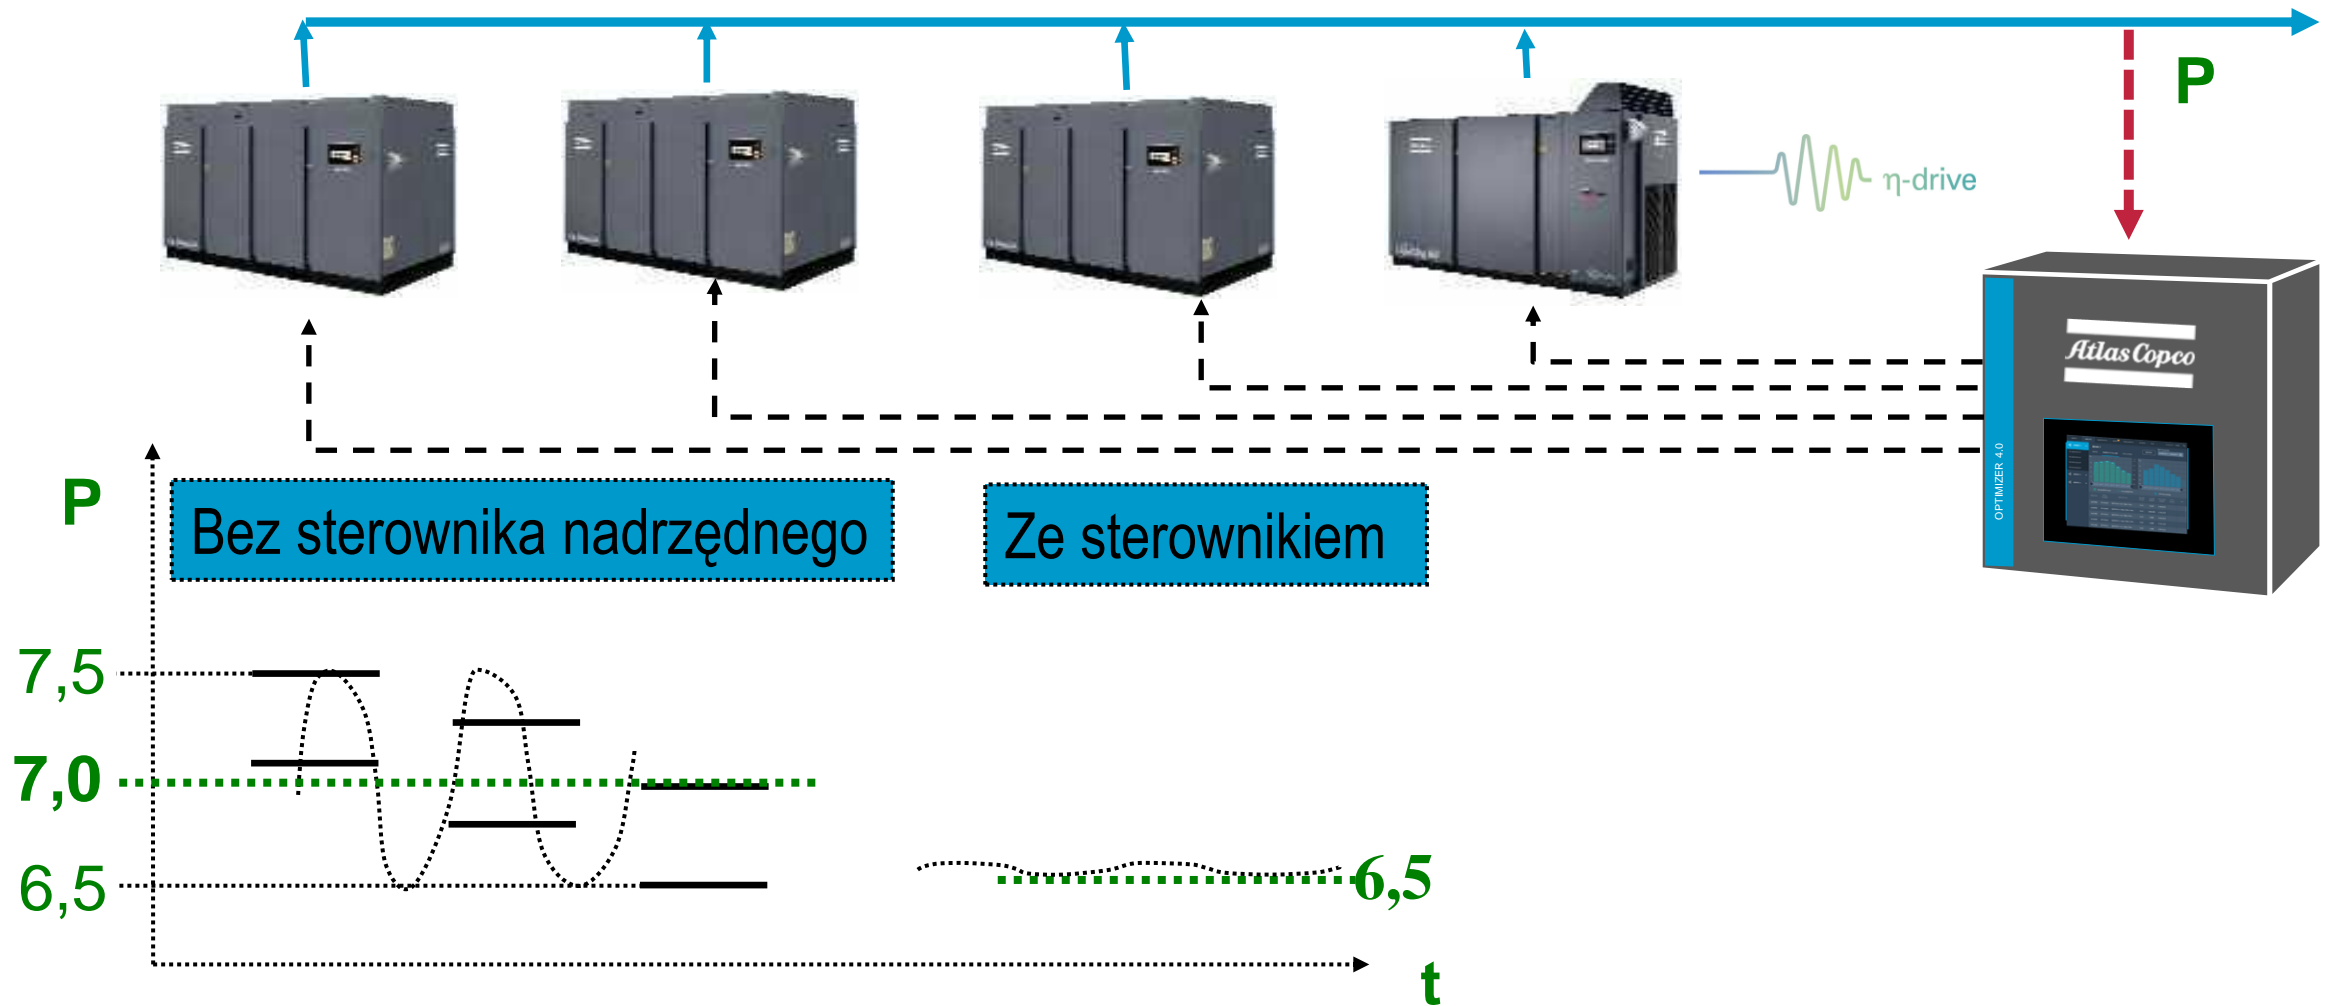 P
η-drive
Atlas Copco
OPTIMIZER 4.0
P
Bez sterownika nadrzędnego
Ze sterownikiem
7,5
7,0
6,5
6,5
t